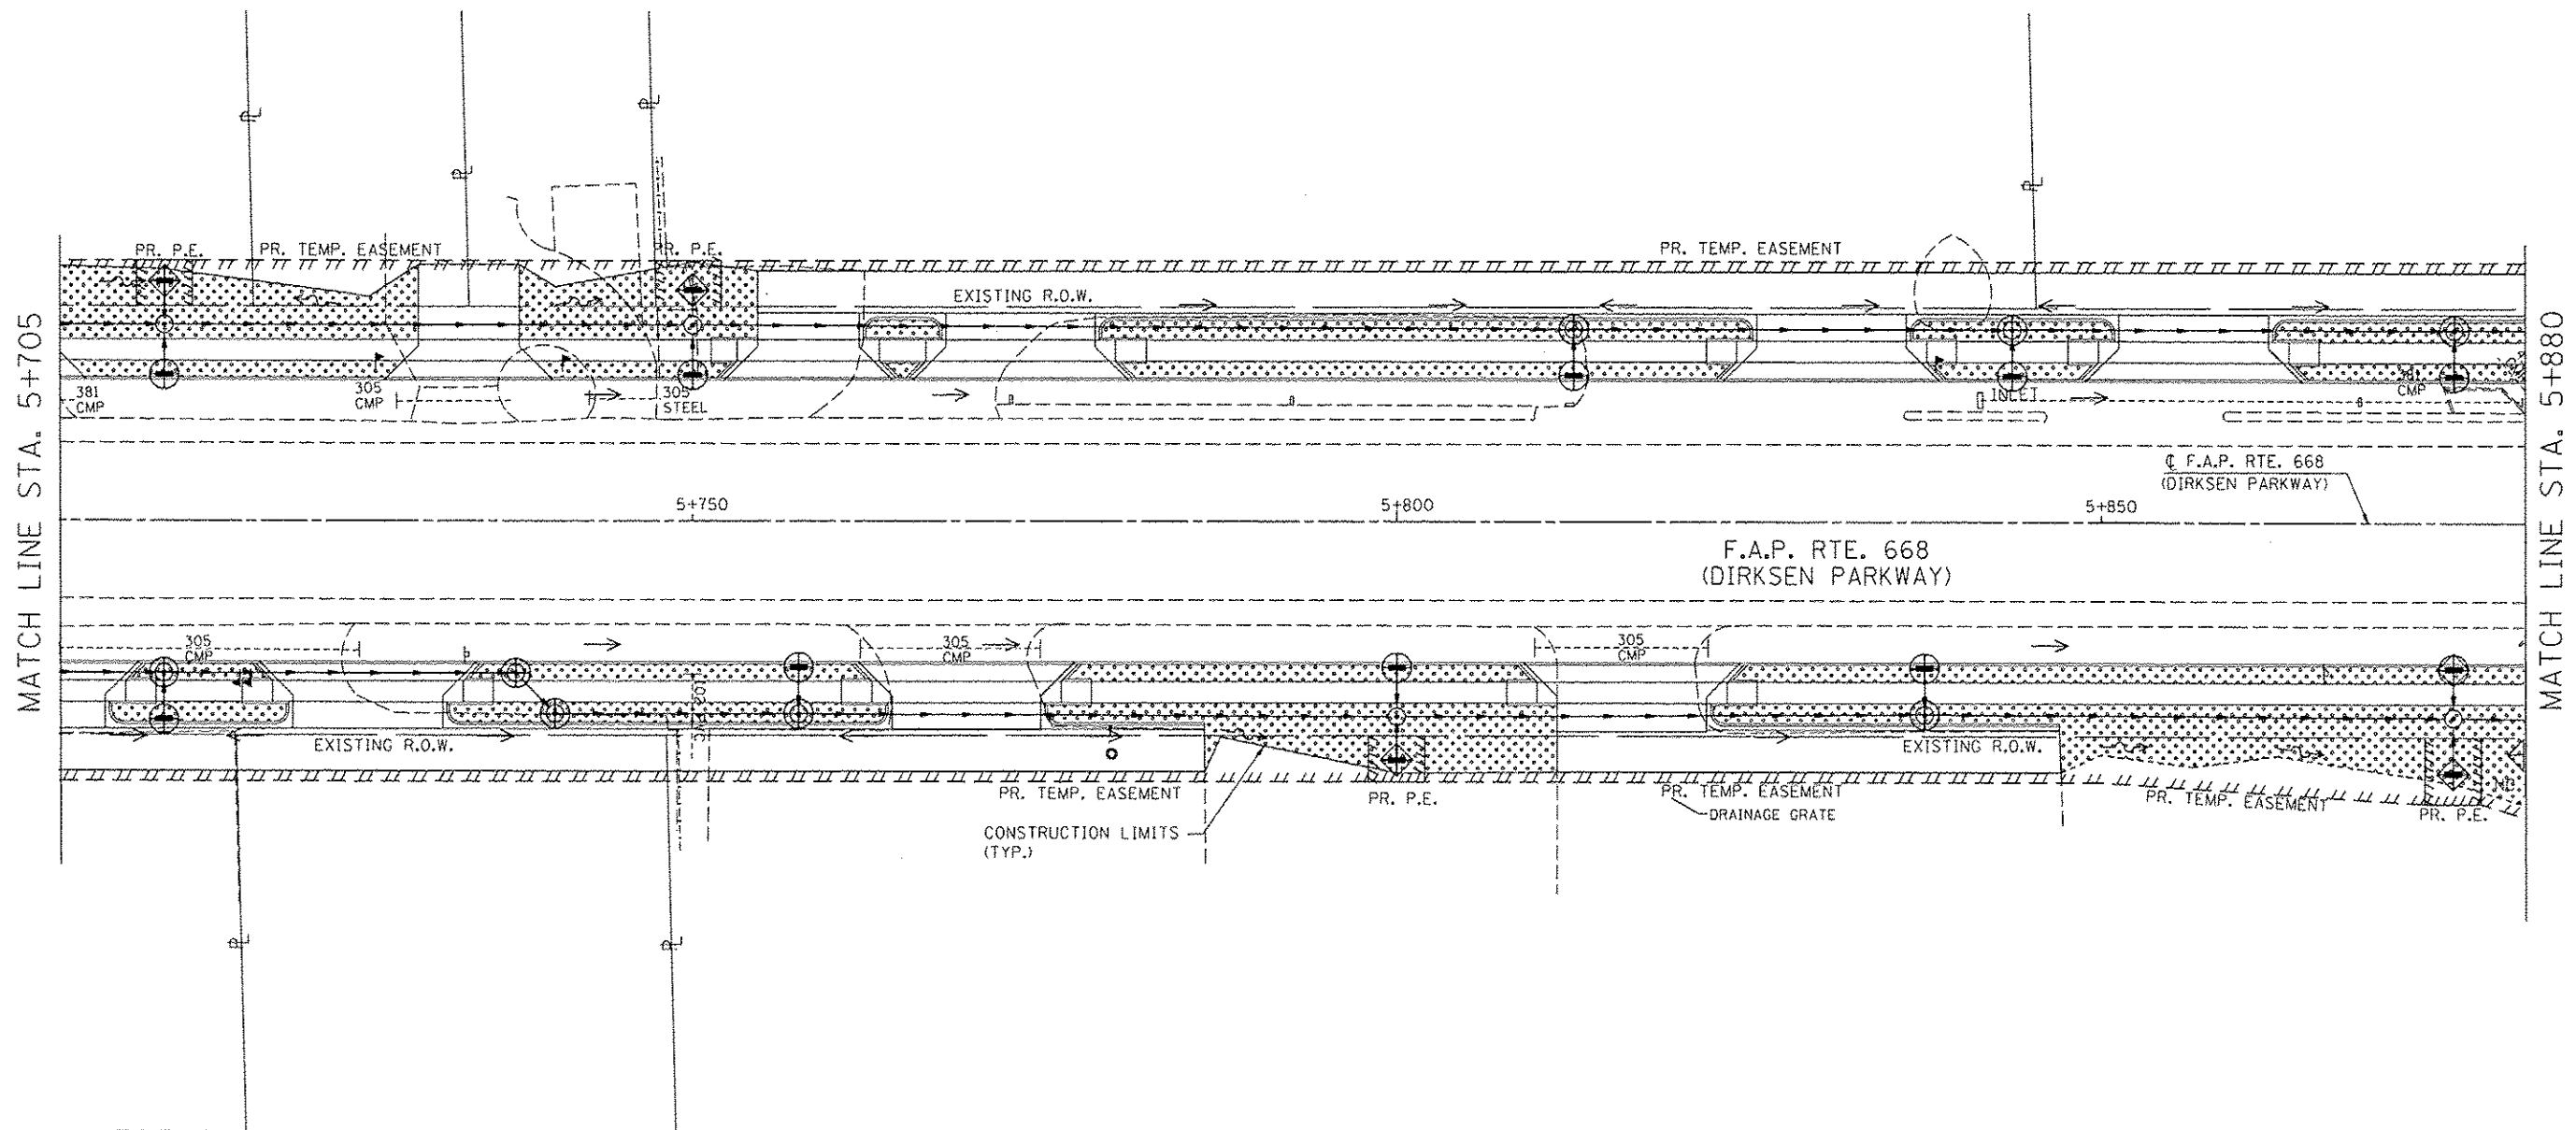 MATCH LINE STA. 5+705
PR. P.E.
PR. TEMP. EASEMENT
PR. P.E.
PR. TEMP. EASEMENT
EXISTING R.O.W.
381
CMP
305
CMP
305
STEEL
INLET
CMP
℄ F.A.P. RTE. 668
(DIRKSEN PARKWAY)
5+750
5+800
5+850
F.A.P. RTE. 668
(DIRKSEN PARKWAY)
305
CMP
305
CMP
305
CMP
EXISTING R.O.W.
EXISTING R.O.W.
PR. TEMP. EASEMENT
PR. P.E.
PR. TEMP. EASEMENT
DRAINAGE GRATE
PR. TEMP. EASEMENT
PR. P.E.
CONSTRUCTION LIMITS
(TYP.)
MATCH LINE STA. 5+880